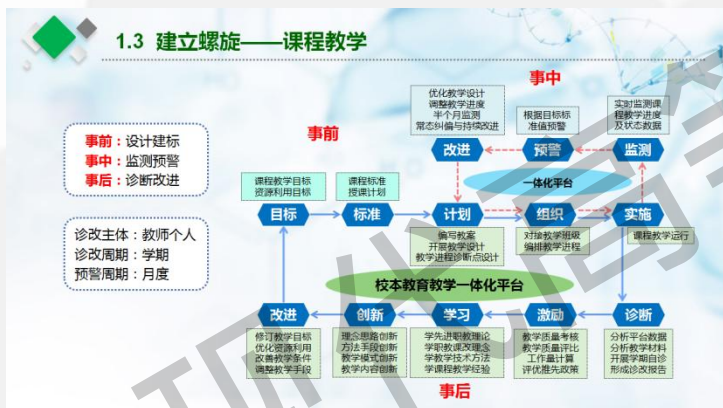 1.3 建立螺旋——课程教学
事前：设计建标
事中：监测预警
事后：诊断改进
诊改主体：教师个人
诊改周期：学期
预警周期：月度
事前
事中
优化教学设计
调整教学进度
半个月监测
常态纠偏与持续改进
根据目标标
准值预警
实时监测课
程教学进度
及状态数据
改进
预警
监测
一体化平台
课程教学目标
资源利用目标
课程标准
授课计划
目标
标准
计划
组织
实施
编写教案
开展教学设计
教学进程诊断点设计
对接教学班级
编排教学进程
课程教学运行
校本教育教学一体化平台
改进
创新
学习
激励
诊断
修订教学目标
优化资源利用
改善教学条件
调整教学手段
理念思路创新
方法手段创新
教学模式创新
教学内容创新
学先进职教理论
学职教课改理念
学教学技术方法
学课程教学经验
教学质量考核
教学质量评比
工作量计算
评优推先政策
分析平台数据
分析教学材料
开展学期自诊
形成诊改报告
事后